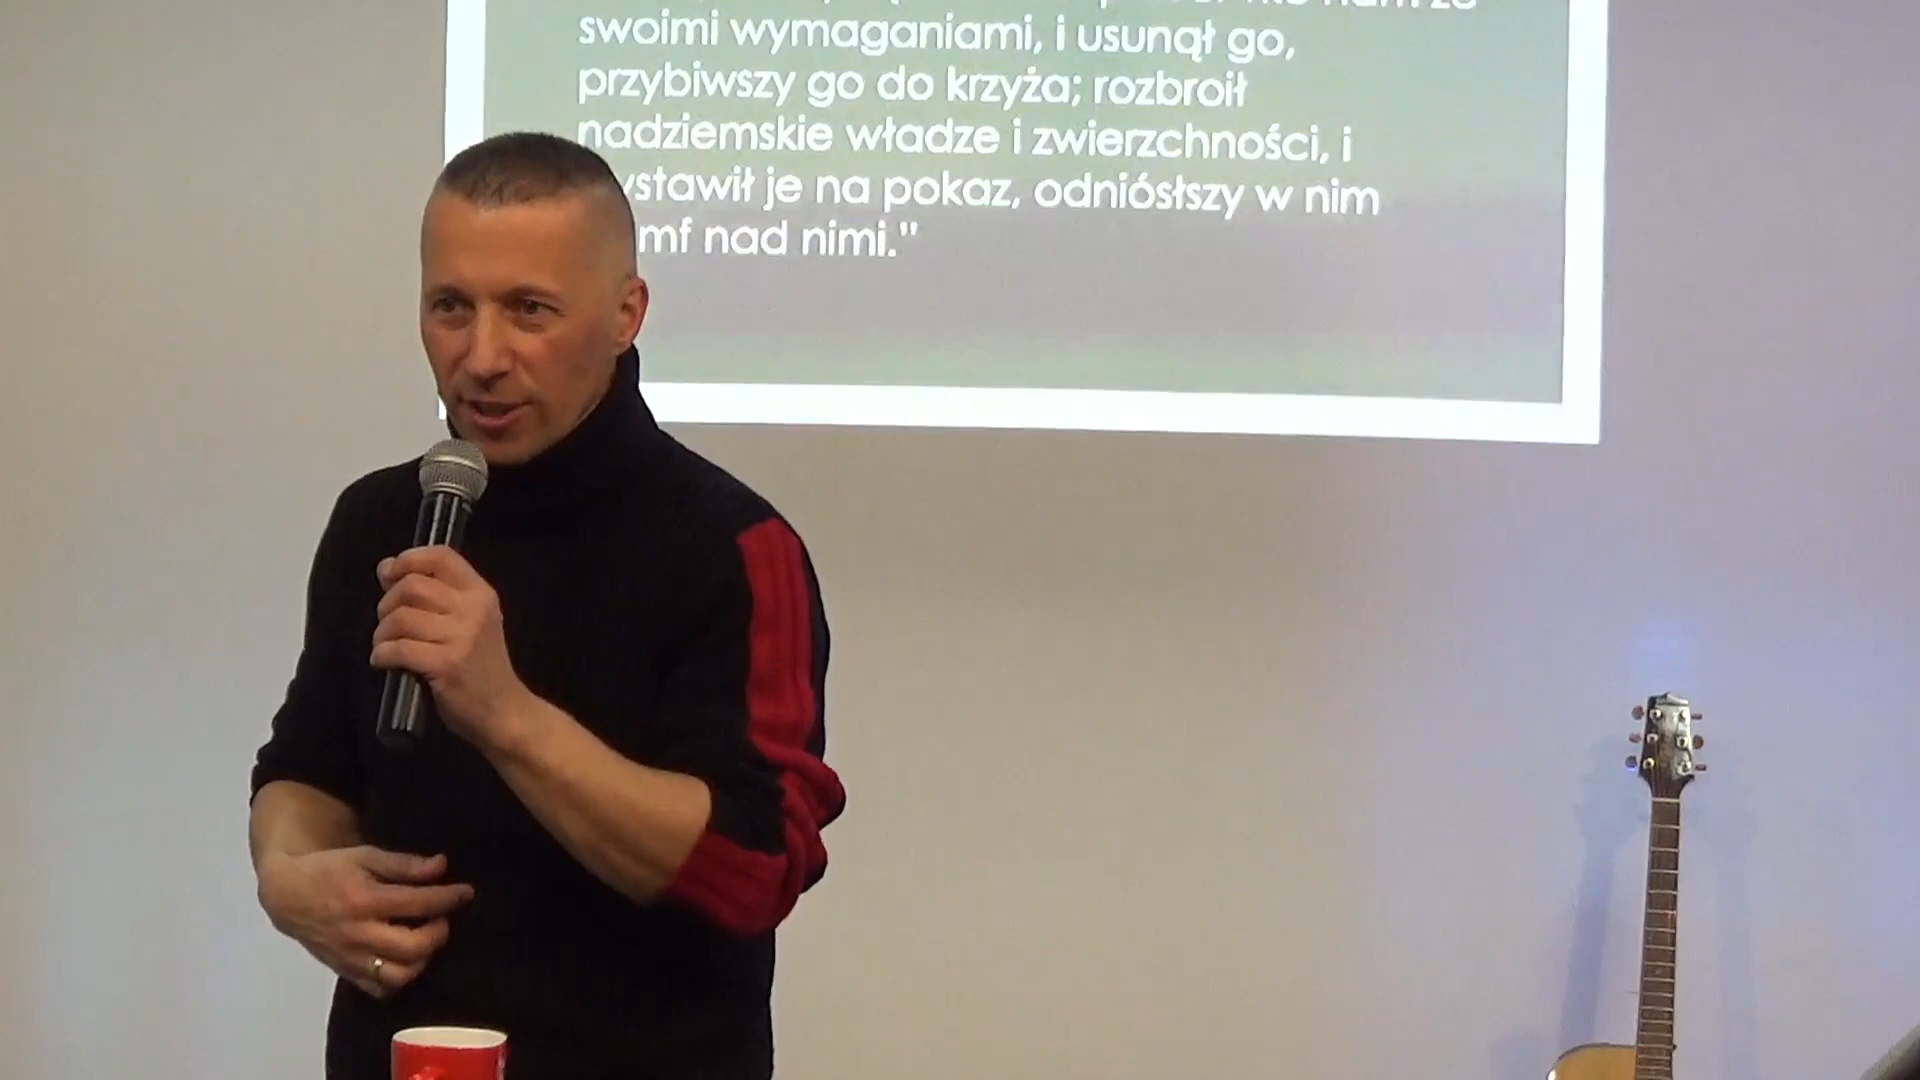 swoimi wymaganiami, i usunął go,
przybiwszy go do krzyża; rozbroił
nadziemskie władze i zwierzchności, i
je na pokaz, odniósłszy w nim
nad nimi."